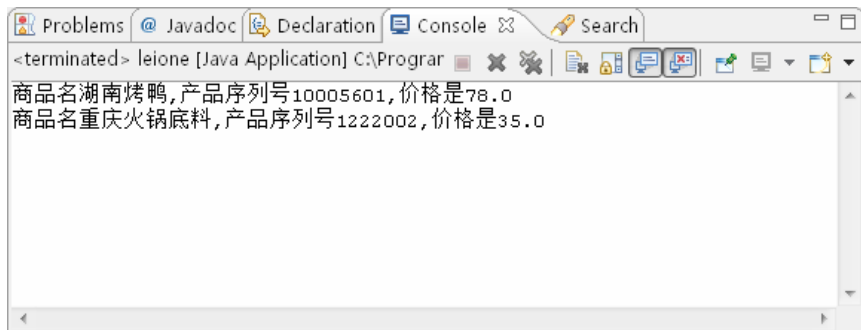 Problems @ Javadoc Declaration Console Search
<terminated> leione [Java Application] C:\Prograr
商品名湖南烤鸭,产品序列号10005601,价格是78.0
商品名重庆火锅底料,产品序列号1222002,价格是35.0